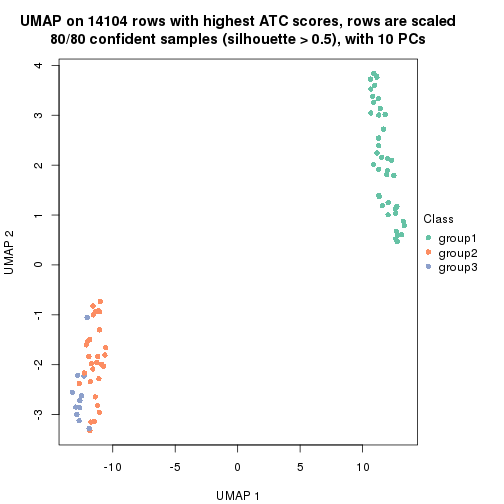 UMAP on 14104 rows with highest ATC scores, rows are scaled
80/80 confident samples (silhouette > 0.5), with 10 PCs
4
3
2
1
0
-1
-2
-3
UMAP 2
-10
-5
0
5
10
UMAP 1
Class
group1
group2
group3